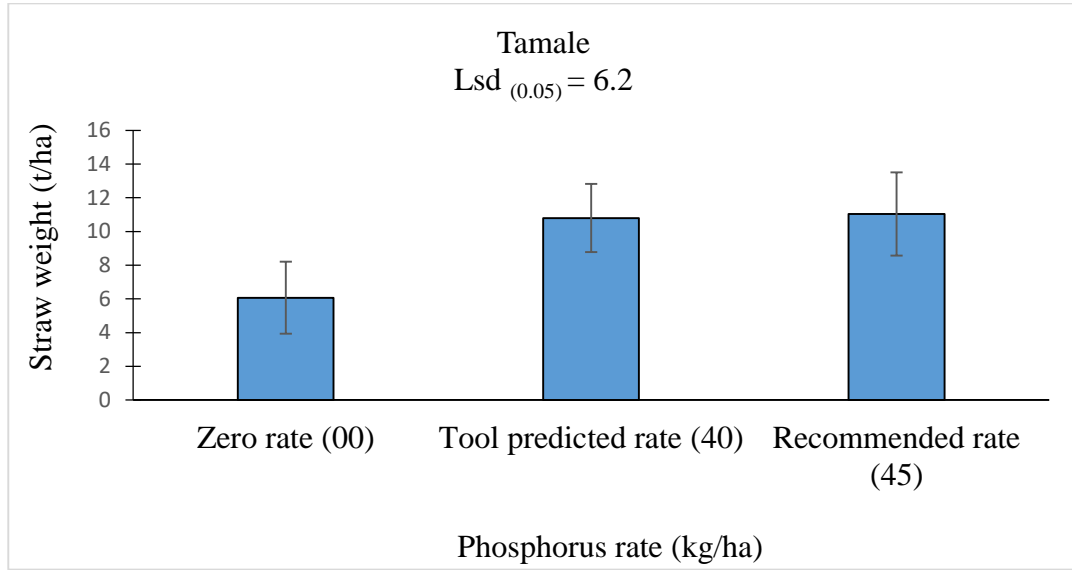 Tamale
Lsd (0.05) = 6.2
Straw weight (t/ha)
16
14
12
10
8
6
4
2
0
Zero rate (00)
Tool predicted rate (40)
Recommended rate
(45)
Phosphorus rate (kg/ha)